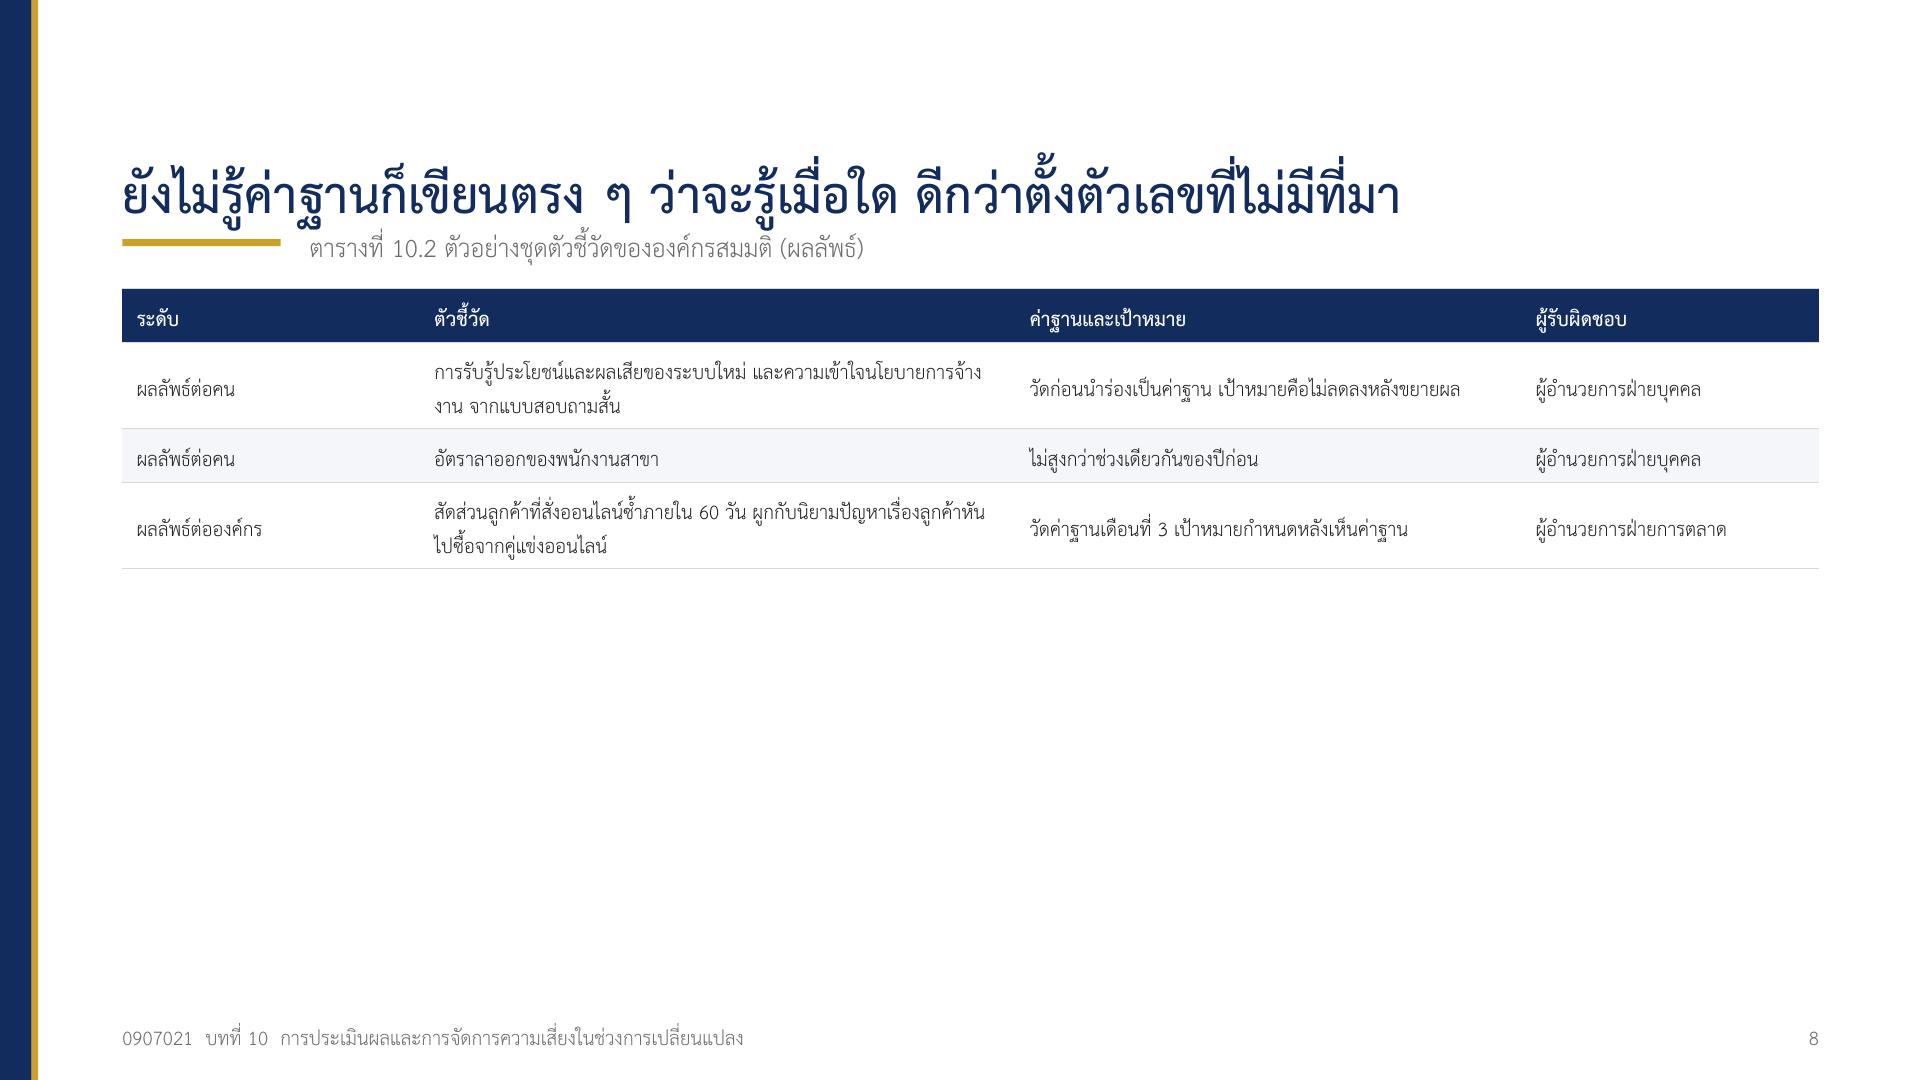 ยังไม่รู้ค่าฐานก็เขียนตรง ๆ ว่าจะรู้เมื่อใด ดีกว่าตั้งตัวเลขที่ไม่มีที่มา
ตารางที่ 10.2 ตัวอย่างชุดตัวชี้วัดขององค์กรสมมติ (ผลลัพธ์)
ระดับ ตัวชี้วัด ค่าฐานและเป้าหมาย ผู้รับผิดชอบ
ผลลัพธ์ต่อคน การรับรู้ประโยชน์และผลเสียของระบบใหม่ และความเข้าใจนโยบายการจ้าง
งาน จากแบบสอบถามสั้น วัดก่อนนำร่องเป็นค่าฐาน เป้าหมายคือไม่ลดลงหลังขยายผล ผู้อำนวยการฝ่ายบุคคล
ผลลัพธ์ต่อคน อัตราลาออกของพนักงานสาขา ไม่สูงกว่าช่วงเดียวกันของปีก่อน ผู้อำนวยการฝ่ายบุคคล
ผลลัพธ์ต่อองค์กร สัดส่วนลูกค้าที่สั่งออนไลน์ซ้ำภายใน 60 วัน ผูกกับนิยามปัญหาเรื่องลูกค้าหัน
ไปซื้อจากคู่แข่งออนไลน์ วัดค่าฐานเดือนที่ 3 เป้าหมายกำหนดหลังเห็นค่าฐาน ผู้อำนวยการฝ่ายการตลาด
0907021 บทที่ 10 การประเมินผลและการจัดการความเสี่ยงในช่วงการเปลี่ยนแปลง 8